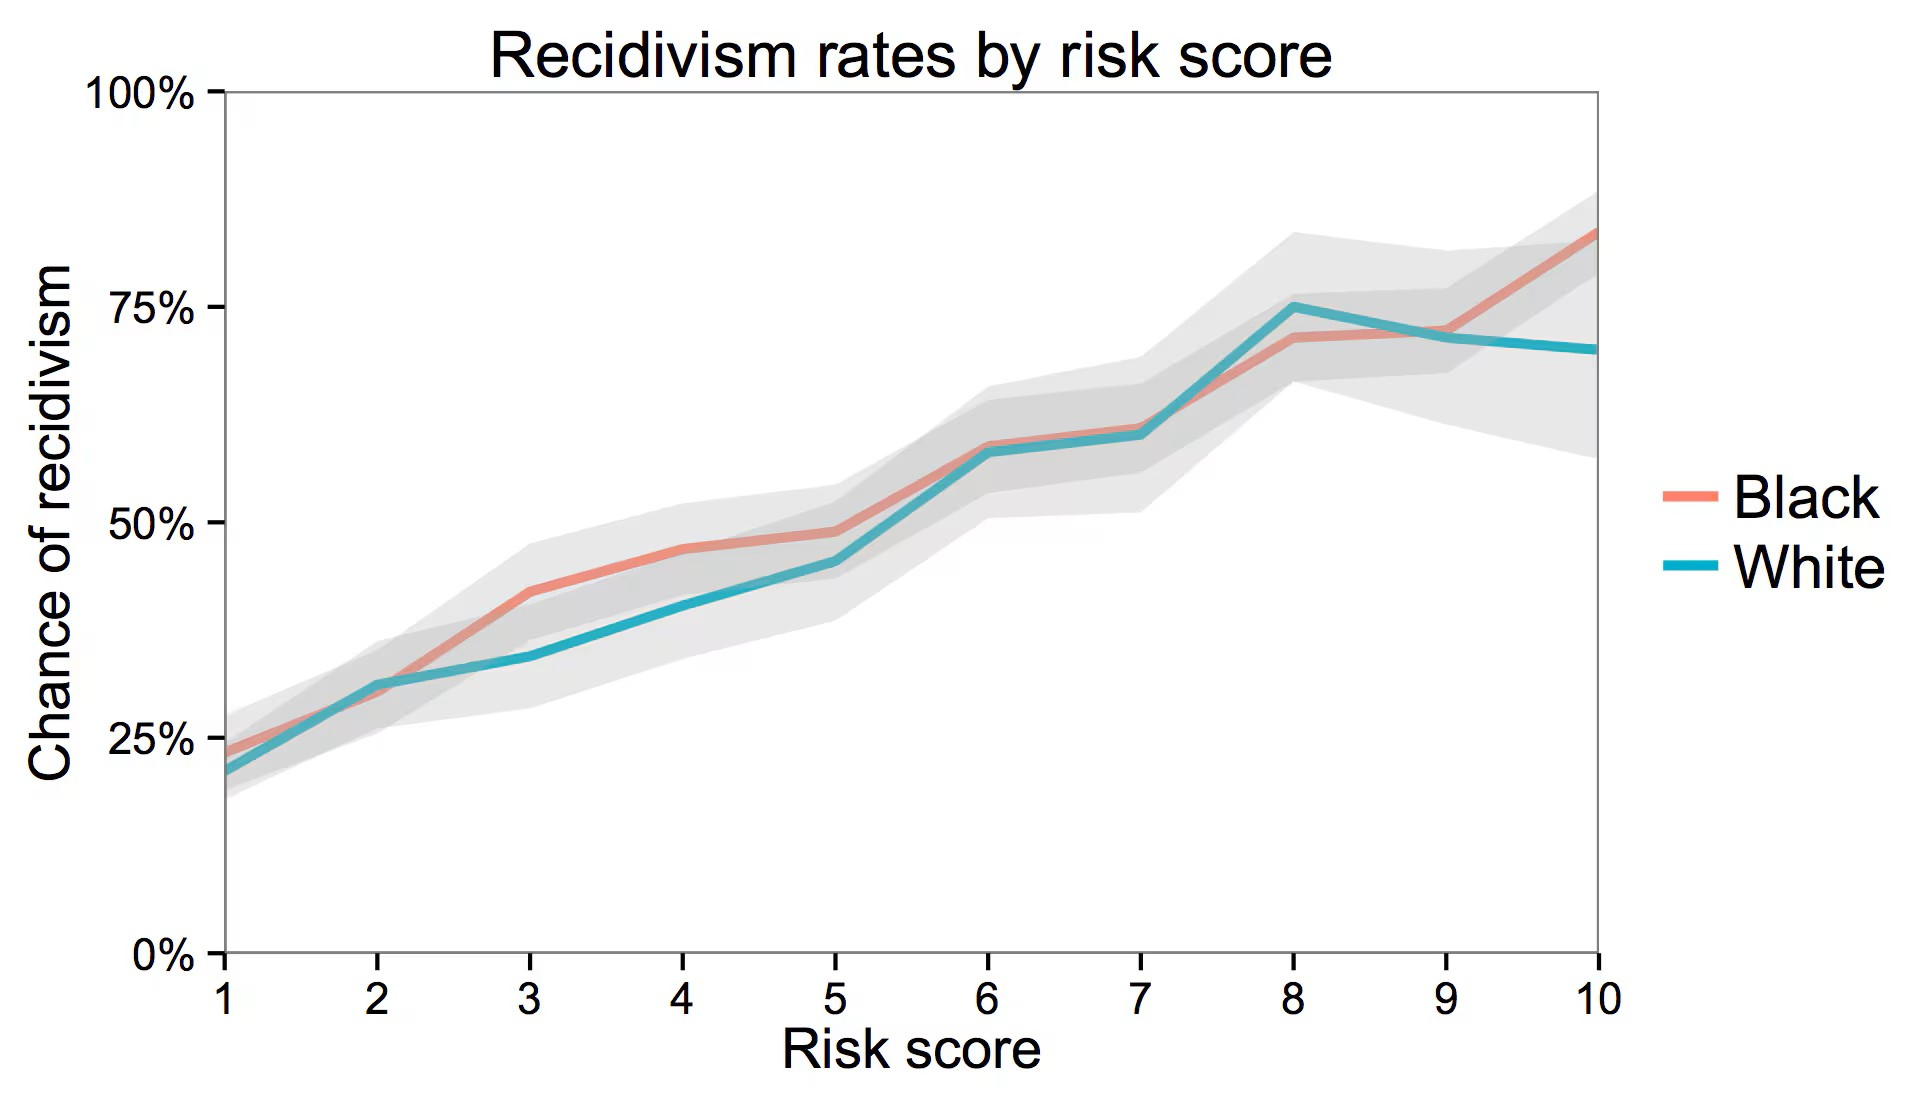 Recidivism rates by risk score
100%
75%
50%
25%
0%
Chance of recidivism
1 2 3 4 5 6 7 8 9 10
Risk score
Black
White